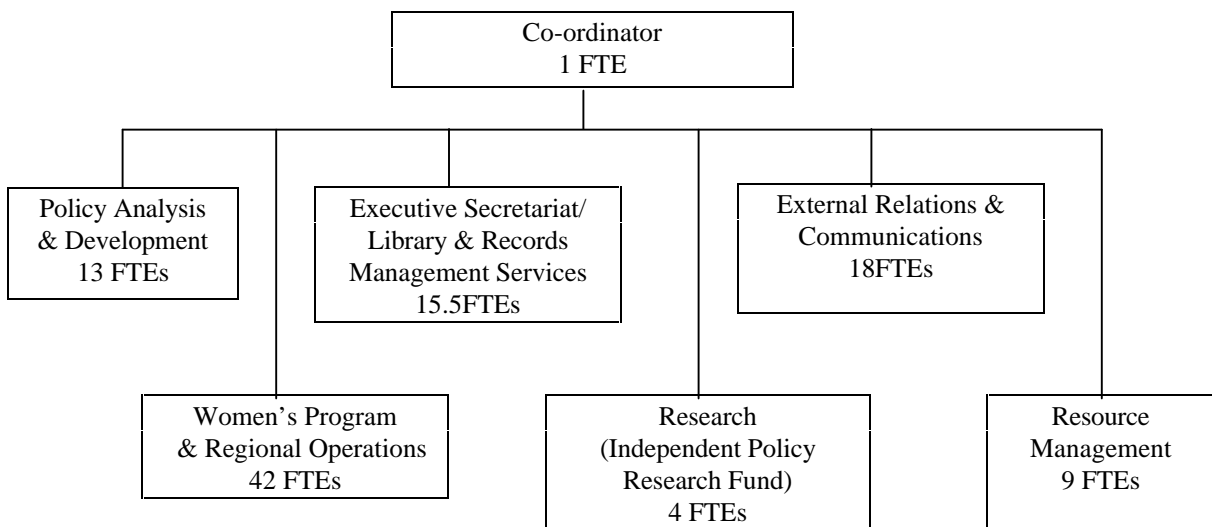 Co-ordinator
1 FTE
Policy Analysis
& Development
13 FTEs
Executive Secretariat/
Library & Records
Management Services
15.5FTEs
External Relations &
Communications
18FTEs
Women’s Program
& Regional Operations
42 FTEs
Research
(Independent Policy
Research Fund)
4 FTEs
Resource
Management
9 FTEs